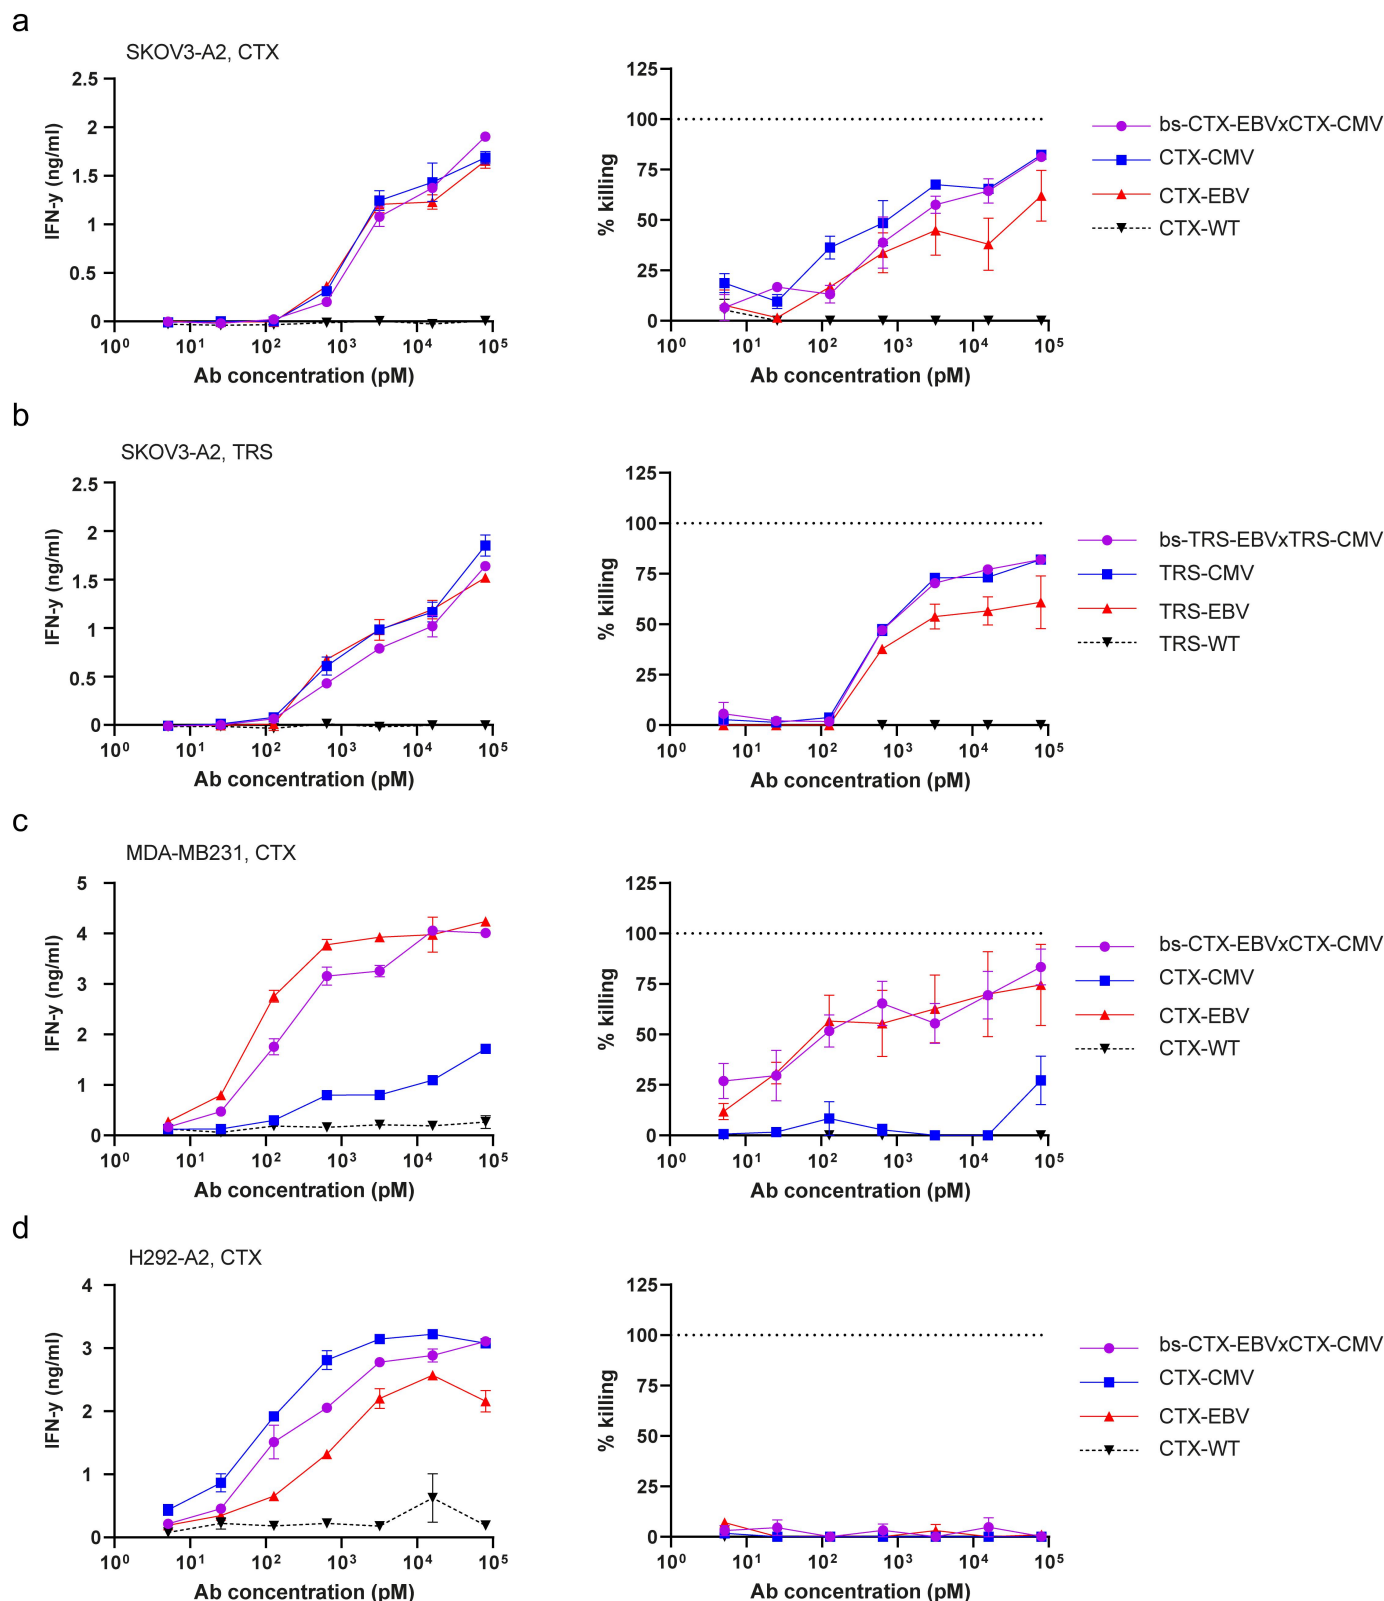 a
SKOV3-A2, CTX
IFN-y (ng/ml)
2.5
2
1.5
1
0.5
0
10⁰ 10¹ 10² 10³ 10⁴ 10⁵
Ab concentration (pM)
% killing
125
100
75
50
25
0
10⁰ 10¹ 10² 10³ 10⁴ 10⁵
Ab concentration (pM)
bs-CTX-EBVxCTX-CMV
CTX-CMV
CTX-EBV
CTX-WT
b
SKOV3-A2, TRS
IFN-y (ng/ml)
2.5
2
1.5
1
0.5
0
10⁰ 10¹ 10² 10³ 10⁴ 10⁵
Ab concentration (pM)
% killing
125
100
75
50
25
0
10⁰ 10¹ 10² 10³ 10⁴ 10⁵
Ab concentration (pM)
bs-TRS-EBVxTRS-CMV
TRS-CMV
TRS-EBV
TRS-WT
c
MDA-MB231, CTX
IFN-y (ng/ml)
5
4
3
2
1
0
10⁰ 10¹ 10² 10³ 10⁴ 10⁵
Ab concentration (pM)
% killing
125
100
75
50
25
0
10⁰ 10¹ 10² 10³ 10⁴ 10⁵
Ab concentration (pM)
bs-CTX-EBVxCTX-CMV
CTX-CMV
CTX-EBV
CTX-WT
d
H292-A2, CTX
IFN-y (ng/ml)
4
3
2
1
0
10⁰ 10¹ 10² 10³ 10⁴ 10⁵
Ab concentration (pM)
% killing
125
100
75
50
25
0
10⁰ 10¹ 10² 10³ 10⁴ 10⁵
Ab concentration (pM)
bs-CTX-EBVxCTX-CMV
CTX-CMV
CTX-EBV
CTX-WT